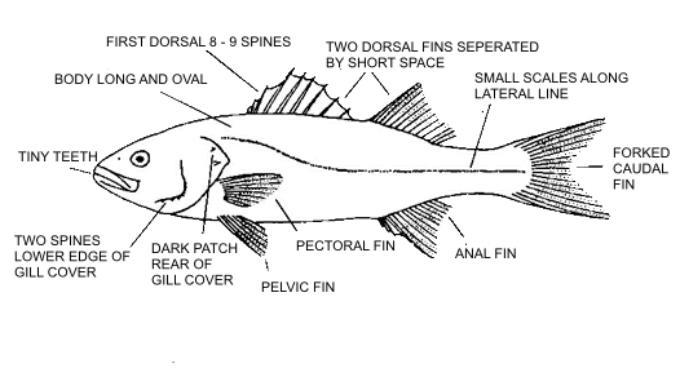 FIRST DORSAL 8 - 9 SPINES
TWO DORSAL FINS SEPERATED
BY SHORT SPACE
BODY LONG AND OVAL
SMALL SCALES ALONG
LATERAL LINE
TINY TEETH
FORKED
CAUDAL
FIN
TWO SPINES
LOWER EDGE OF
GILL COVER
DARK PATCH
REAR OF
GILL COVER
PECTORAL FIN
ANAL FIN
PELVIC FIN